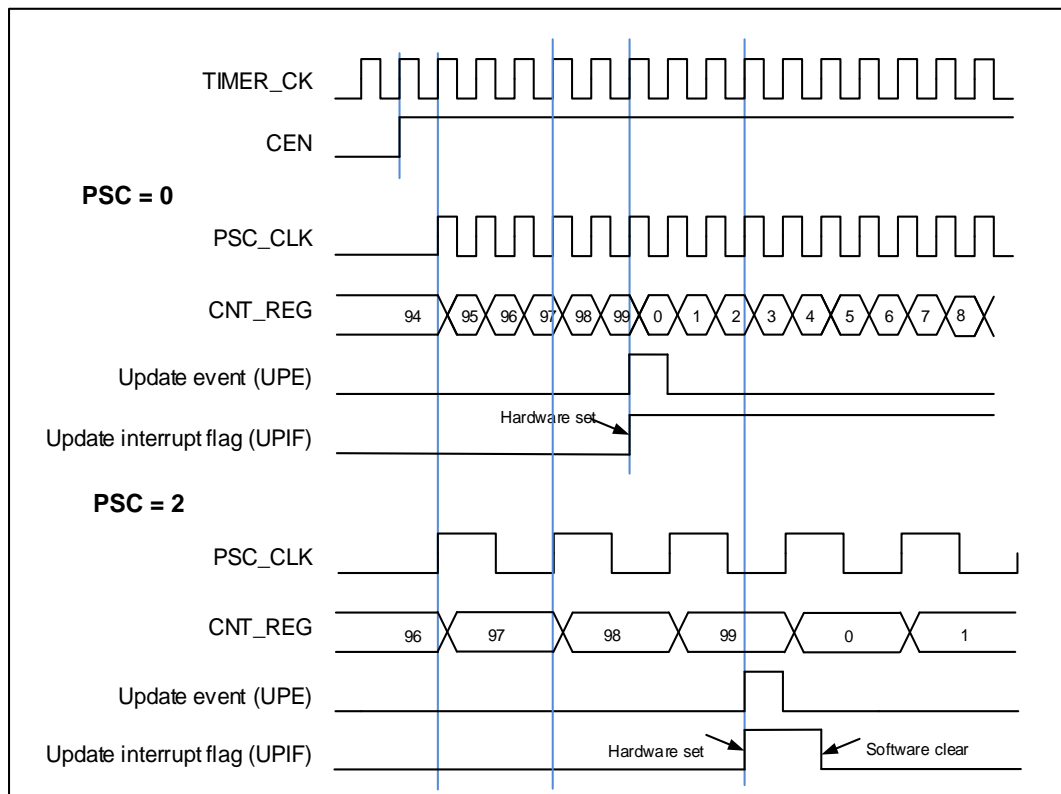 TIMER_CK
CEN
PSC = 0
PSC_CLK
CNT_REG 94 95 96 97 98 99 0 1 2 3 4 5 6 7 8
Update event (UPE)
Hardware set
Update interrupt flag (UPIF)
PSC = 2
PSC_CLK
CNT_REG 96 97 98 99 0 1
Update event (UPE)
Update interrupt flag (UPIF) Hardware set Software clear